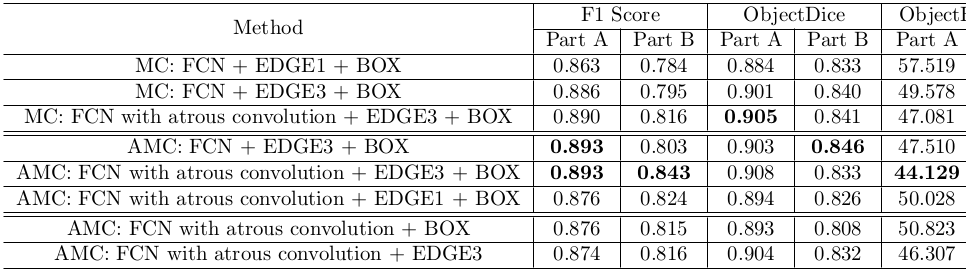 Method F1 Score ObjectDice
Part A Part B Part A Part B Part A
MC: FCN + EDGE1 + BOX 0.863 0.784 0.884 0.833 57.519
MC: FCN + EDGE3 + BOX 0.886 0.795 0.901 0.840 49.578
MC: FCN with atrous convolution + EDGE3 + BOX 0.890 0.816 0.905 0.841 47.081
AMC: FCN + EDGE3 + BOX 0.893 0.803 0.903 0.846 47.510
AMC: FCN with atrous convolution + EDGE3 + BOX 0.893 0.843 0.908 0.833 44.129
AMC: FCN with atrous convolution + EDGE1 + BOX 0.876 0.824 0.894 0.826 50.028
AMC: FCN with atrous convolution + BOX 0.876 0.815 0.893 0.808 50.823
AMC: FCN with atrous convolution + EDGE3 0.874 0.816 0.904 0.832 46.307